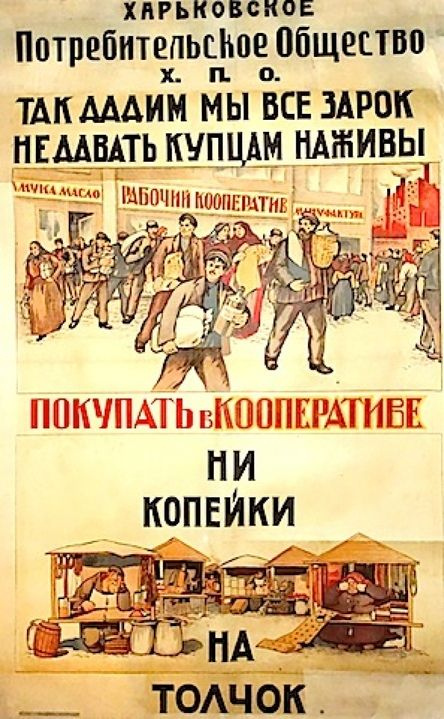 ХАРЬКОВСКОЕ
Потребительское Общество
Х. П. О.
ТАК ДАДИМ МЫ ВСЕ ЗАРОК
НЕ ДАВАТЬ КУПЦАМ НАЖИВЫ
МУКА МАСЛО
РАБОЧИЙ КООПЕРАТИВ
МАНУФАКТУРА
ПОКУПАТЬ в КООПЕРАТИВЕ
НИ
КОПЕЙКИ
НА
ТОЛЧОК.